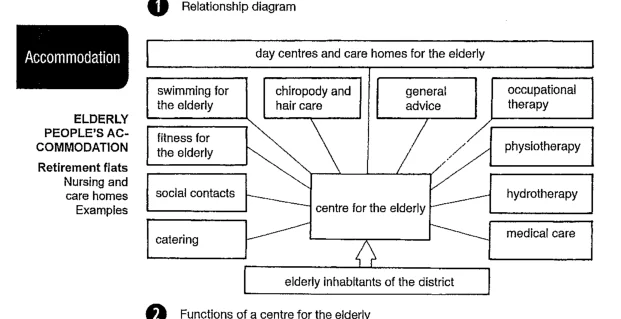 1 Relationship diagram
Accommodation
ELDERLY
PEOPLE'S AC-
COMMODATION
Retirement flats
Nursing and
care homes
Examples
day centres and care homes for the elderly
swimming for
the elderly
chiropody and
hair care
general
advice
occupational
therapy
fitness for
the elderly
physiotherapy
social contacts
centre for the elderly
hydrotherapy
catering
medical care
elderly inhabitants of the district
2 Functions of a centre for the elderly